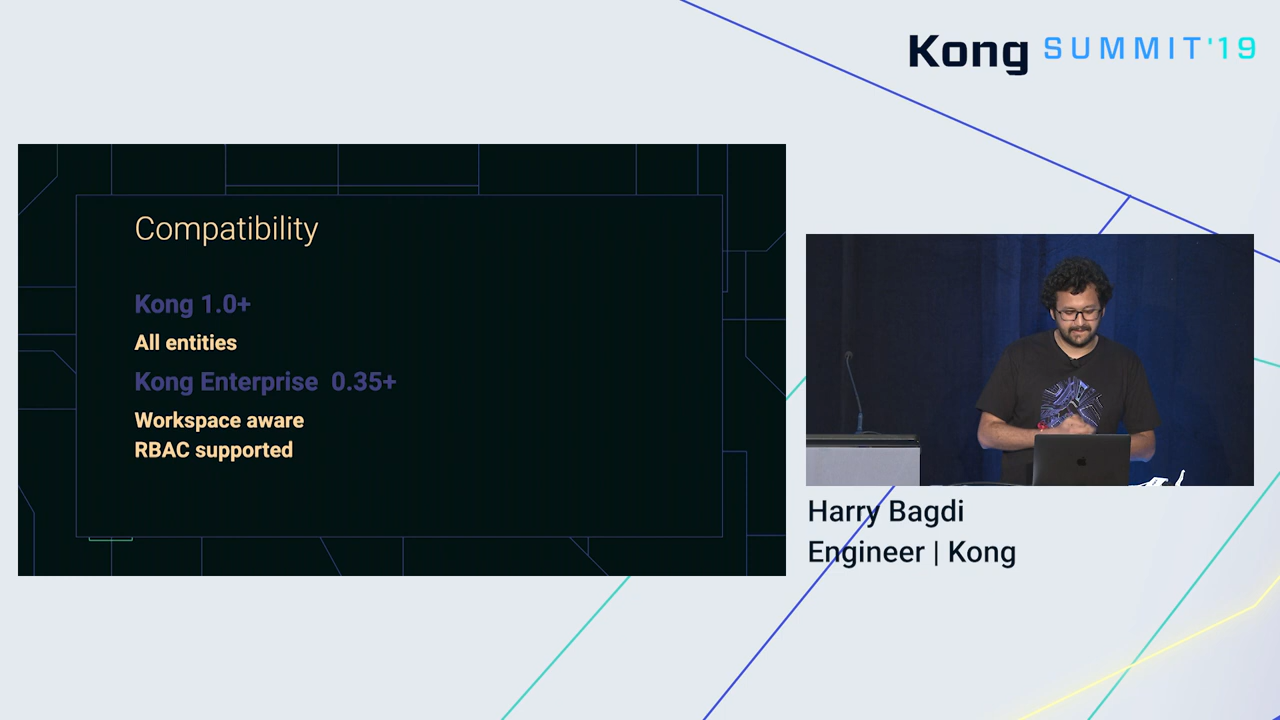 Kong SUMMIT'19
Compatibility
Kong 1.0+
All entities
Kong Enterprise 0.35+
Workspace aware
RBAC supported
Harry Bagdi
Engineer | Kong